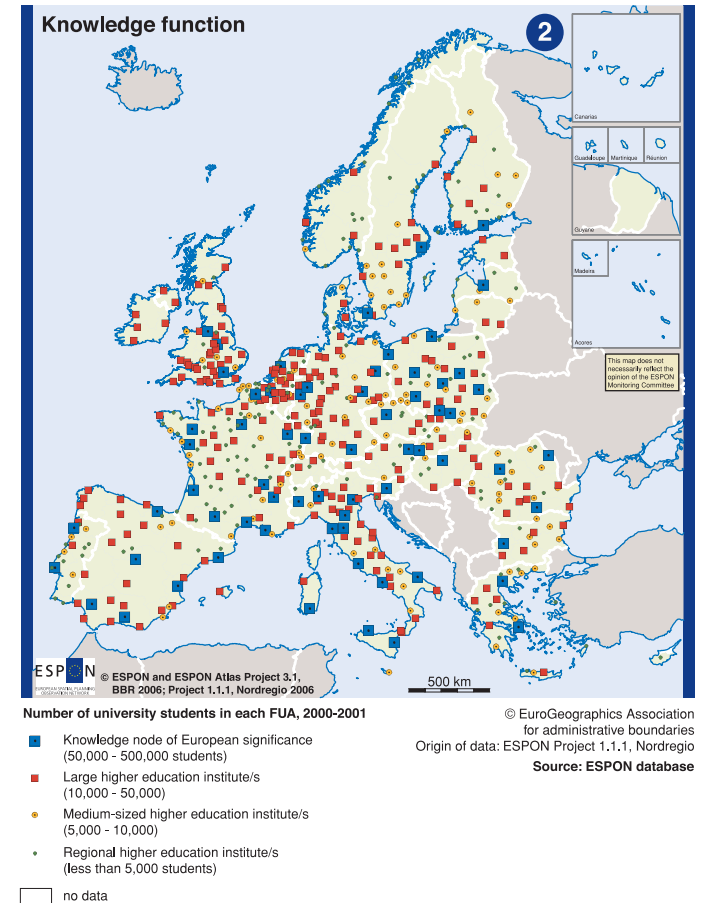 Knowledge function
2
Canarias
Guadeloupe
Martinique
Réunion
Guyane
Madeira
Acores
This map does not
necessarily reflect the
opinion of the ESPON
Monitoring Committee
ESPON
EUROPEAN SPATIAL PLANNING
OBSERVATION NETWORK
© ESPON and ESPON Atlas Project 3.1,
BBR 2006; Project 1.1.1, Nordregio 2006
500 km
Number of university students in each FUA, 2000-2001
Knowledge node of European significance
(50,000 - 500,000 students)
Large higher education institute/s
(10,000 - 50,000)
Medium-sized higher education institute/s
(5,000 - 10,000)
Regional higher education institute/s
(less than 5,000 students)
no data
© EuroGeographics Association
for administrative boundaries
Origin of data: ESPON Project 1.1.1, Nordregio
Source: ESPON database